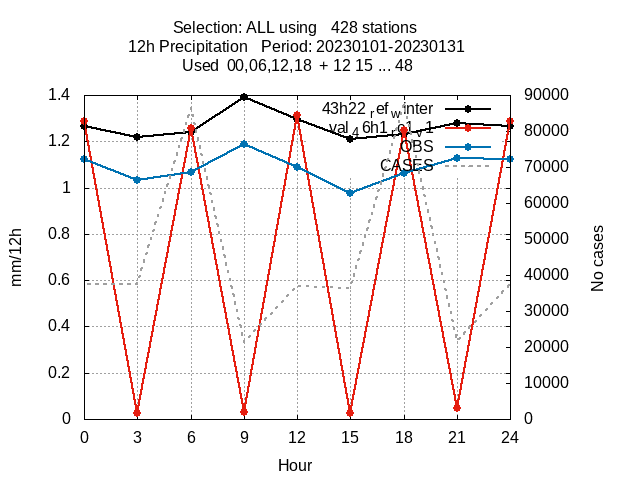 Selection: ALL using 428 stations
12h Precipitation Period: 20230101-20230131
Used 00,06,12,18 + 12 15 ... 48
1.4
1.2
1
0.8
0.6
0.4
0.2
0
mm/12h
43h22 ref winter
OBS
CASES
90000
80000
70000
60000
50000
40000
30000
20000
10000
0
No cases
0 3 6 9 12 15 18 21 24
Hour